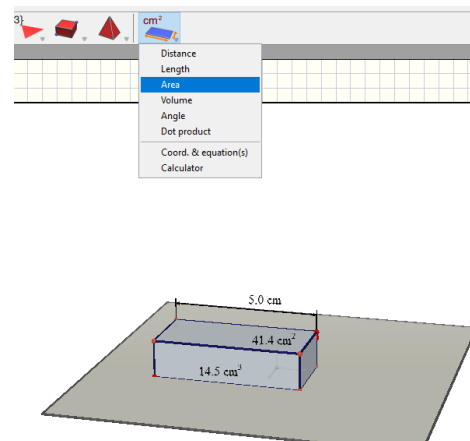 3}
cm²
Distance
Length
Area
Volume
Angle
Dot product
Coord. & equation(s)
Calculator
5.0 cm
41.4 cm²
14.5 cm³